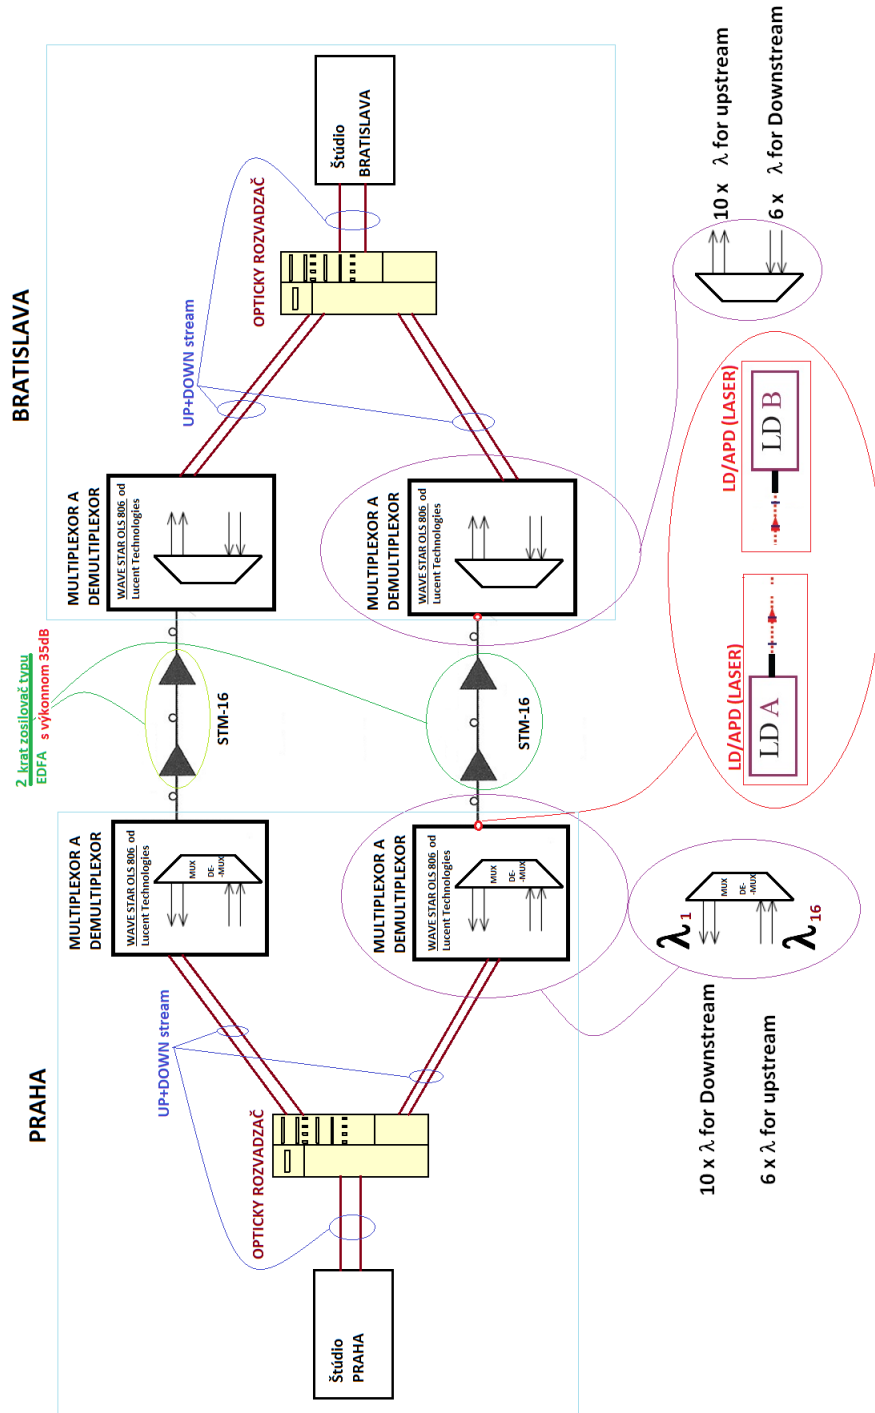 PRAHA
2 krat zosilovač typu
EDFA s výkonnom 35dB
BRATISLAVA
MULTIPLEXOR A
DEMULTIPLEXOR
WAVE STAR OLS 806 od
Lucent Technologies
MUX
DE-
-MUX
STM-16
MULTIPLEXOR A
DEMULTIPLEXOR
WAVE STAR OLS 806 od
Lucent Technologies
UP+DOWN stream
UP+DOWN stream
OPTICKY ROZVADZAČ
OPTICKY ROZVADZAČ
Štúdio
PRAHA
Štúdio
BRATISLAVA
MULTIPLEXOR A
DEMULTIPLEXOR
WAVE STAR OLS 806 od
Lucent Technologies
MUX
DE-
-MUX
STM-16
MULTIPLEXOR A
DEMULTIPLEXOR
WAVE STAR OLS 806 od
Lucent Technologies
10 x λ for Downstream
6 x λ for upstream
λ1
MUX
DE-
-MUX
λ16
LD/APD (LASER)
LD A
LD/APD (LASER)
LD B
10 x λ for upstream
6 x λ for Downstream